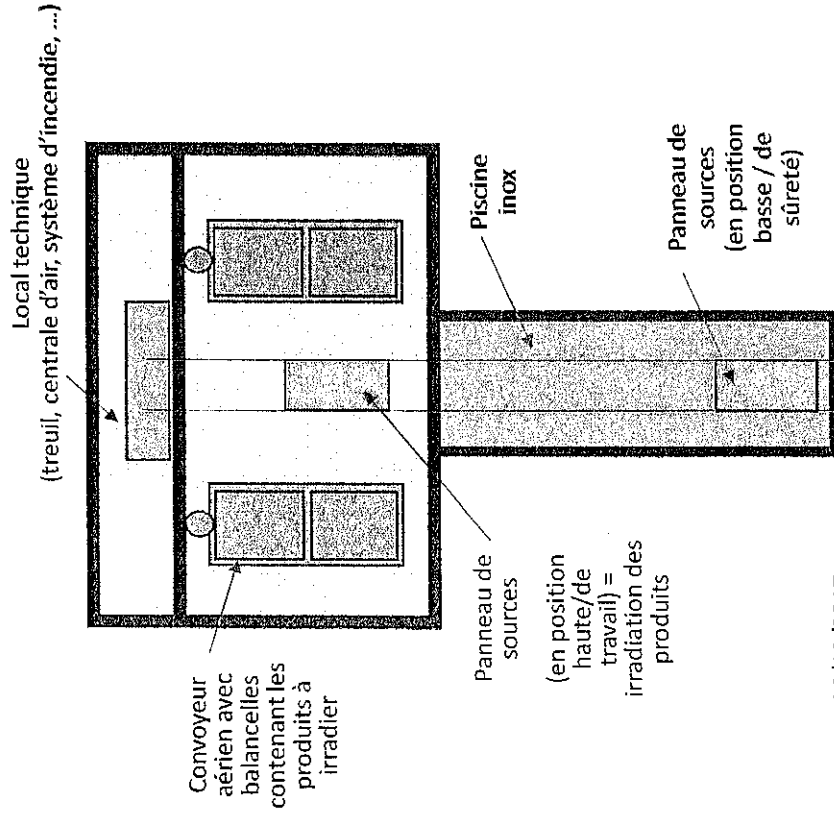 Local technique
(treuil, centrale d'air, système d'incendie, ...)
Convoyeur
aérien avec
balancelles
contenant les
produits à
irradier
Panneau de
sources
(en position
haute/de
travail) =
irradiation des
produits
Piscine
inox
Panneau de
sources
(en position
basse / de
sûreté)